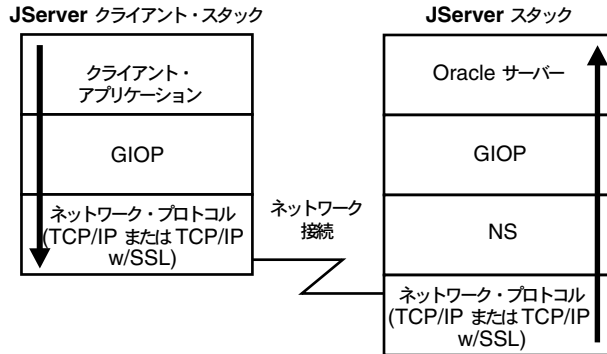 JServer クライアント・スタック
クライアント・
アプリケーション
GIOP
ネットワーク・プロトコル
(TCP/IP または TCP/IP
w/SSL)
ネットワーク
接続
JServer スタック
Oracle サーバー
GIOP
NS
ネットワーク・プロトコル
(TCP/IP または TCP/IP
w/SSL)